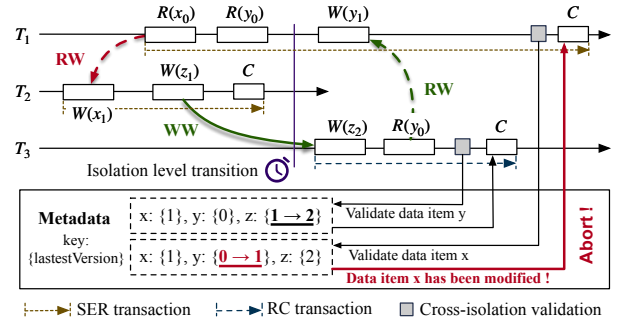 R(x₀) R(y₀) W(y₁) C
T₁
RW
W(z₁) C RW
T₂
W(x₁) WW W(z₂) R(y₀) C
T₃
Isolation level transition
Metadata
key:
{lastestVersion}
x: {1}, y: {0}, z: {1 → 2}
Validate data item y
x: {1}, y: {0 → 1}, z: {2}
Validate data item x
Data item x has been modified !
Abort !
SER transaction RC transaction Cross-isolation validation